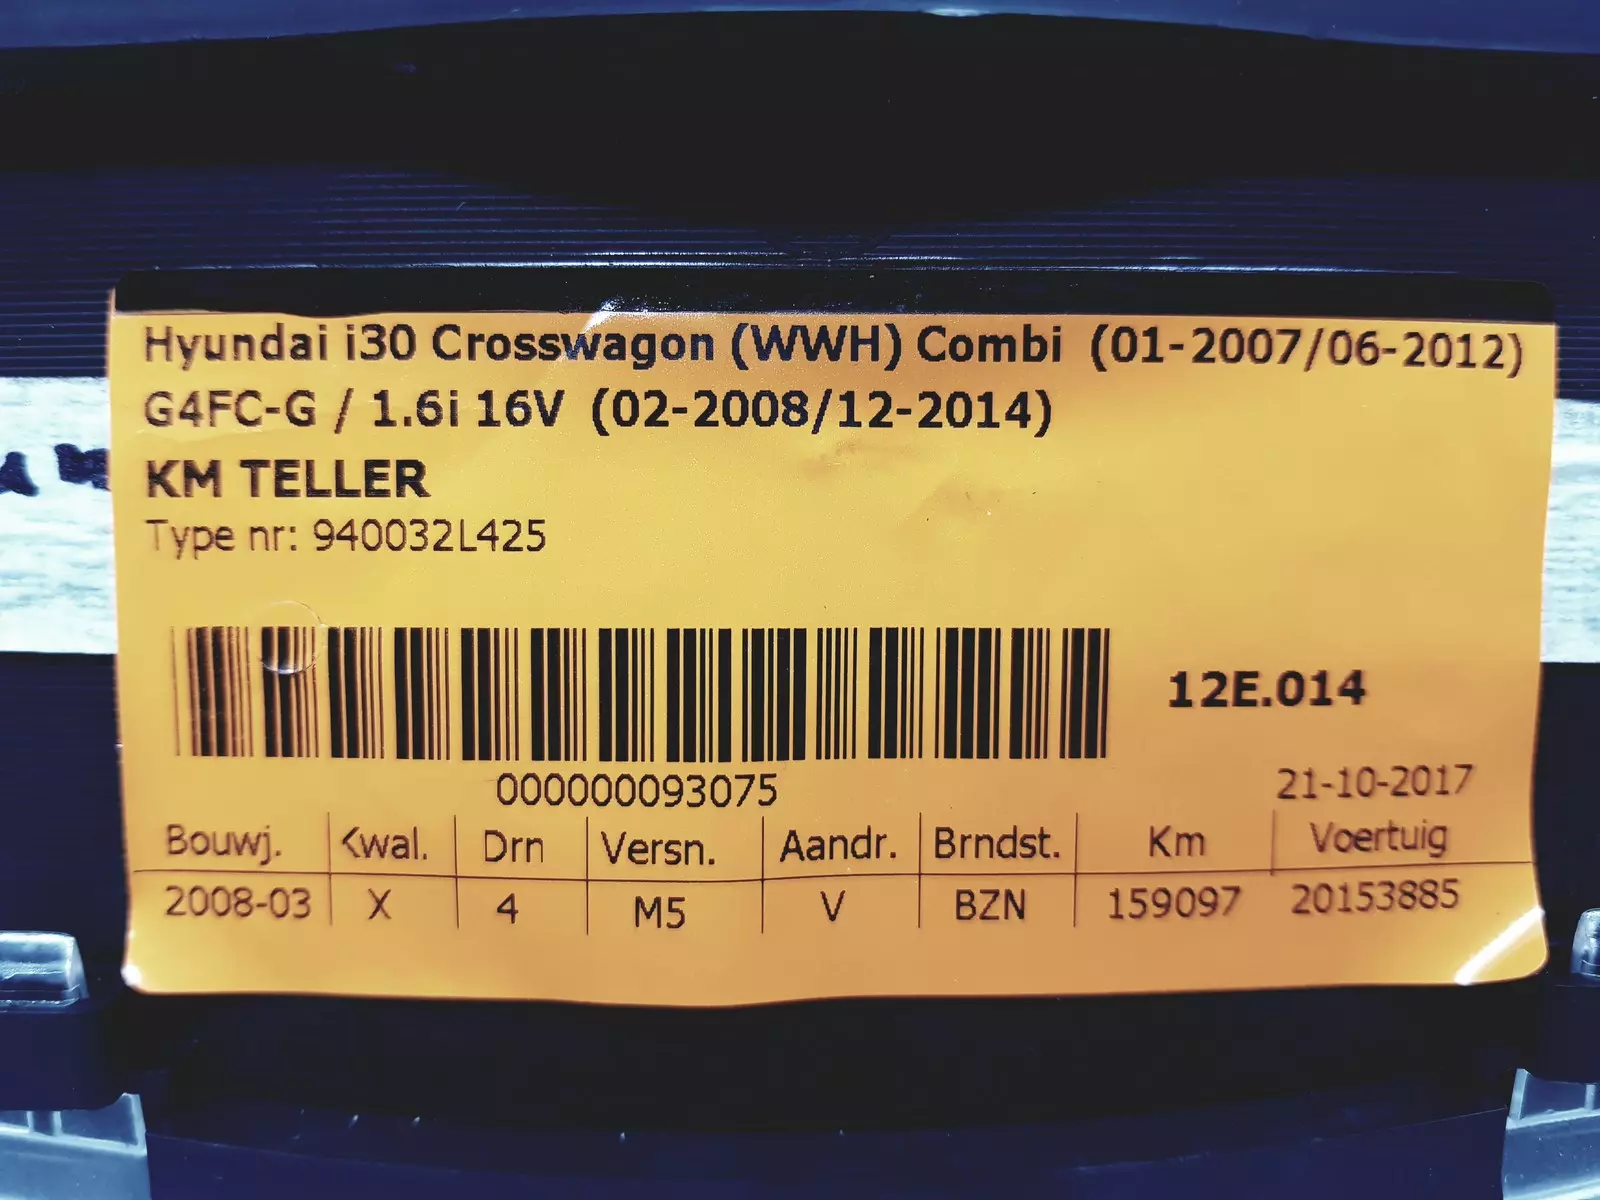 Hyundai i30 Crosswagon (WWH) Combi (01-2007/06-2012)
G4FC-G / 1.6i 16V (02-2008/12-2014)
KM TELLER
Type nr: 940032L425
12E.014
000000093075
21-10-2017
Bouwj. Kwal. Drn Versn. Aandr. Brndst. Km Voertuig
2008-03 X 4 M5 V BZN 159097 20153885